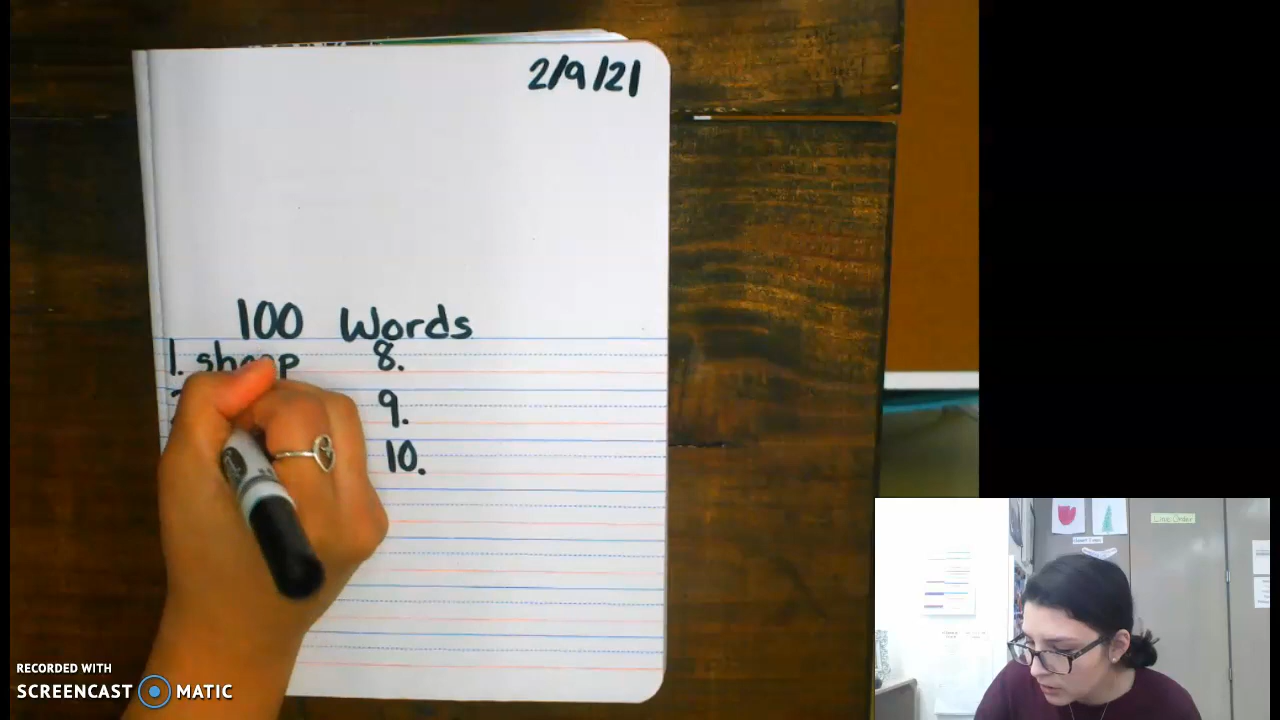 2/9/21
100 Words
1. sheep 8.
9.
10.
RECORDED WITH
SCREENCAST MATIC